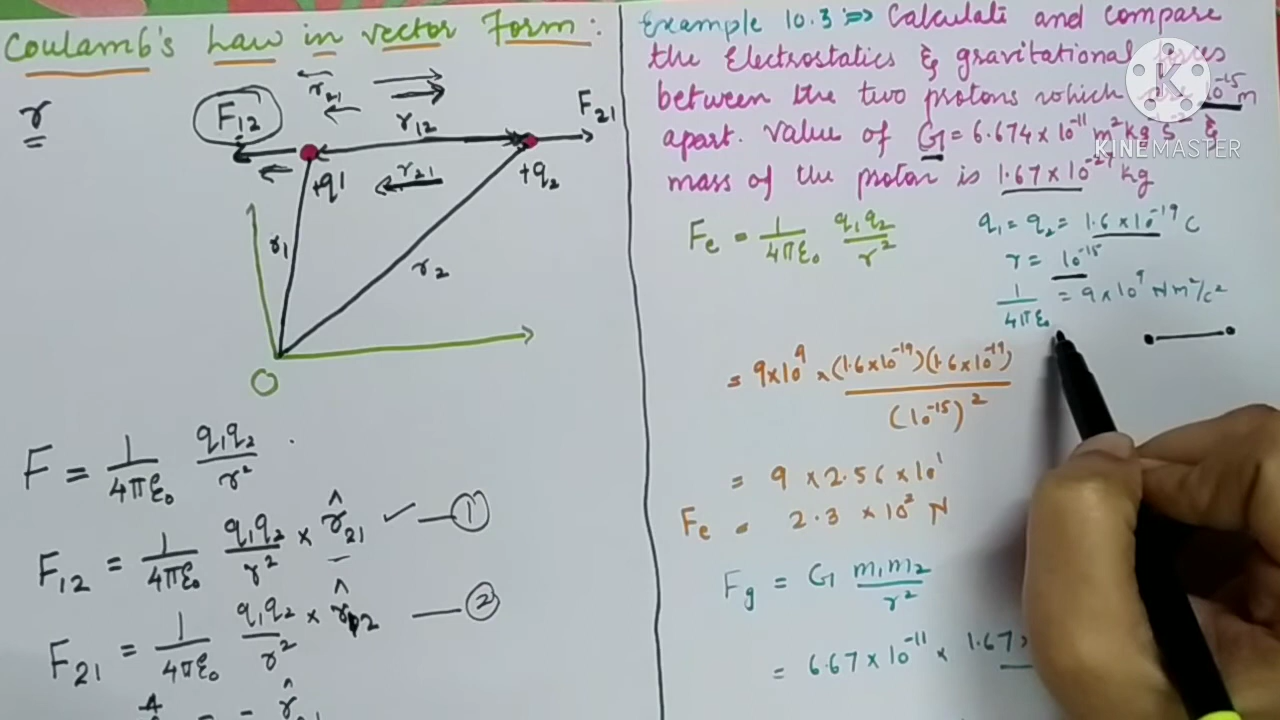 Coulamb's Law in vector Form:
r
F12
r21
r12
F21
r21
+q1
+q2
r1
r2
O
F = 1/4πε₀ q₁q₂/r²
F12 = 1/4πε₀ q₁q₂/r² × r̂21 ✓ —①
F21 = 1/4πε₀ q₁q₂/r² × r̂12 —②
Example 10.3 => Calculate and compare
the Electrostatics & gravitational
between the two protons which 10⁻¹⁵ m
apart. Value of G = 6.674 × 10⁻¹¹ m² kg &
mass of the proton is 1.67 × 10⁻²⁷ kg
K
KINEMASTER
Fe = 1/4πε₀ q₁q₂/r²
q₁ = q₂ = 1.6 × 10⁻¹⁹ C
r = 10⁻¹⁵
1/4πε₀ = 9 × 10⁹ Nm²/c²
= 9×10⁹ × (1.6×10⁻¹⁹)(1.6×10⁻¹⁹)/(10⁻¹⁵)²
= 9 × 2.56 × 10¹
Fe = 2.3 × 10² N
Fg = G m₁m₂/r²
= 6.67 × 10⁻¹¹ × 1.67